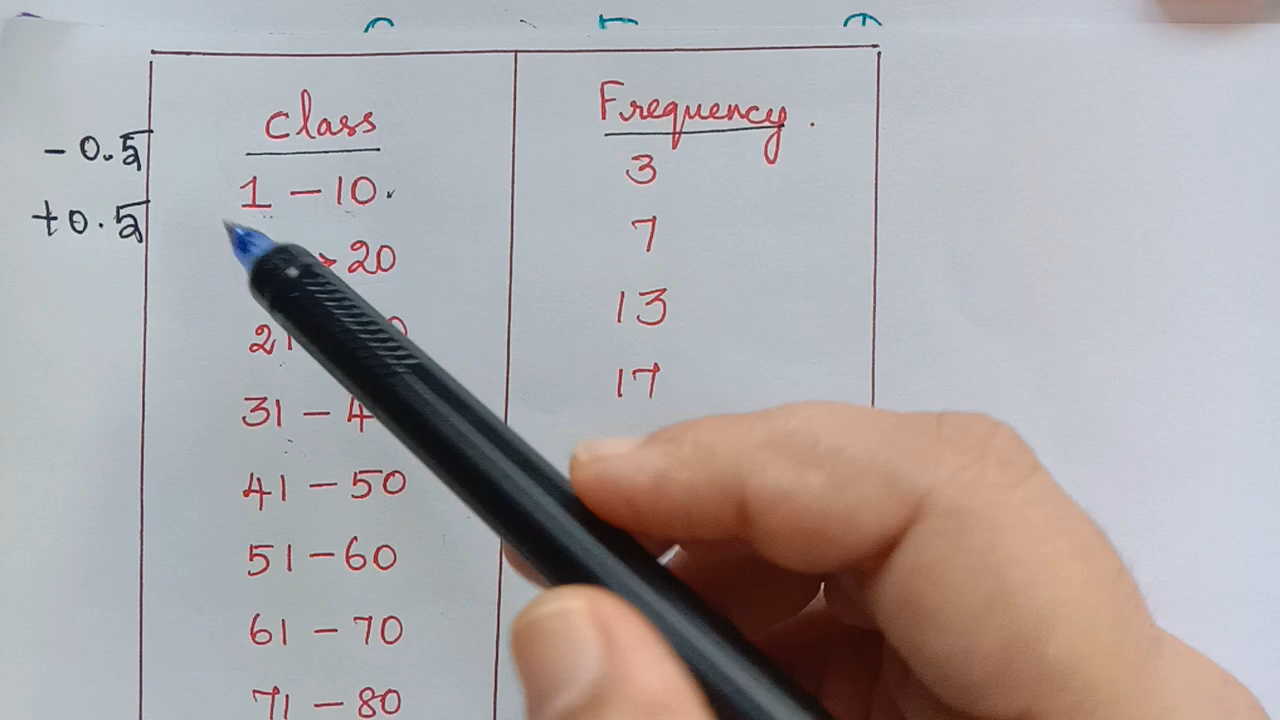 class Frequency.
-0.5
1 - 10 3
+0.5
20 7
21 13
31 - 4 17
41 - 50
51 - 60
61 - 70
71 - 80